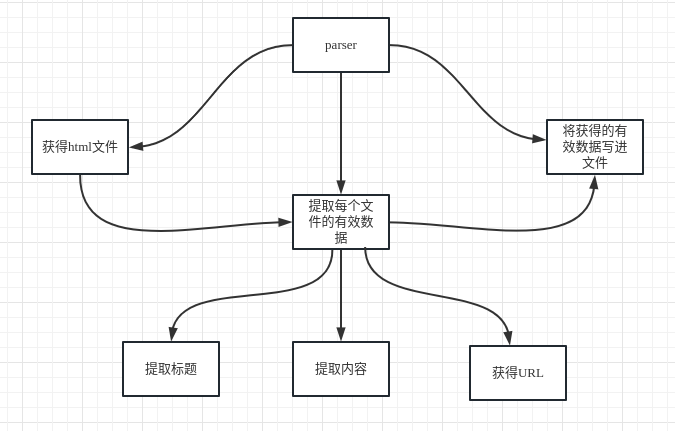 parser
获得html文件
将获得的有
效数据写进
文件
提取每个文
件的有效数
据
提取标题
提取内容
获得URL